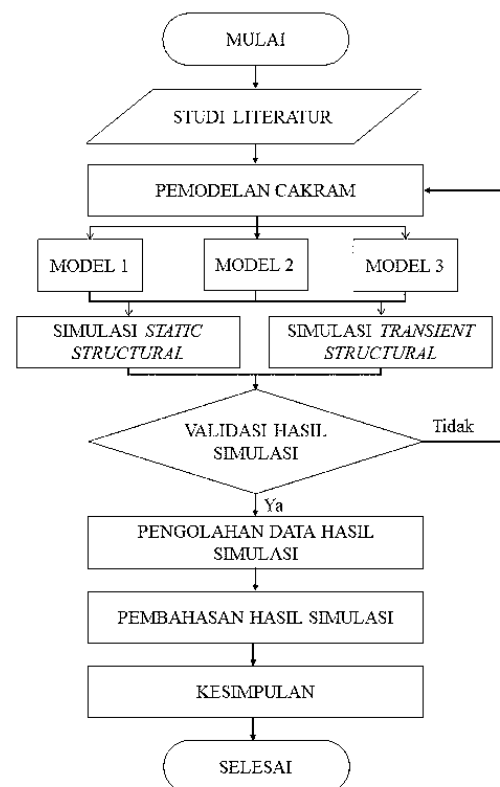 MULAI
STUDI LITERATUR
PEMODELAN CAKRAM
MODEL 1
MODEL 2
MODEL 3
SIMULASI STATIC
STRUCTURAL
SIMULASI TRANSIENT
STRUCTURAL
VALIDASI HASIL
SIMULASI
Tidak
Ya
PENGOLAHAN DATA HASIL
SIMULASI
PEMBAHASAN HASIL SIMULASI
KESIMPULAN
SELESAI